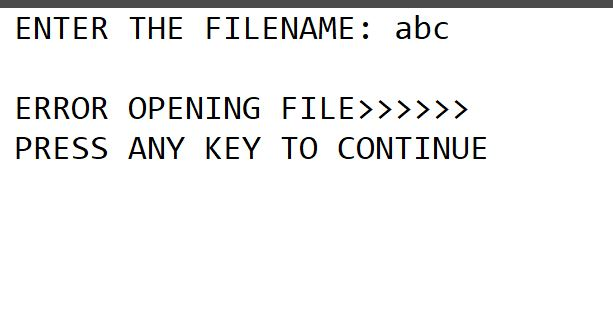 ENTER THE FILENAME: abc
ERROR OPENING FILE>>>>>>
PRESS ANY KEY TO CONTINUE